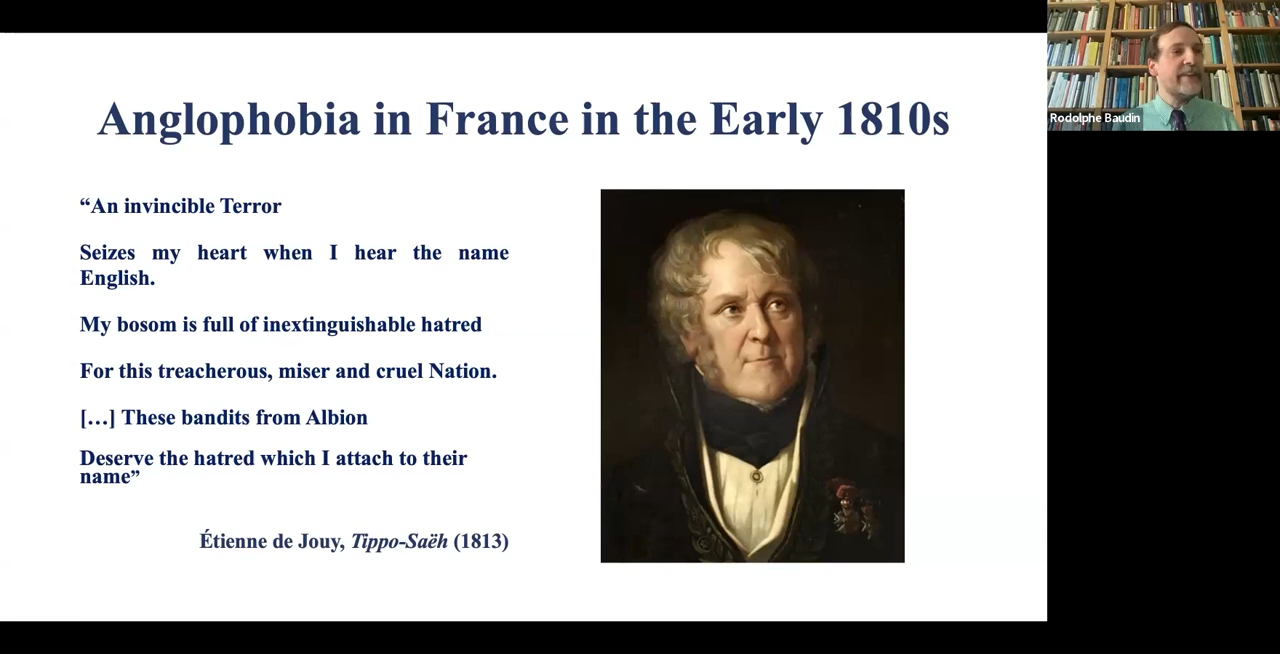 Anglophobia in France in the Early 1810s
Rodolphe Baudin
“An invincible Terror
Seizes my heart when I hear the name
English.
My bosom is full of inextinguishable hatred
For this treacherous, miser and cruel Nation.
[…] These bandits from Albion
Deserve the hatred which I attach to their
name”
Étienne de Jouy, Tippo-Saëh (1813)